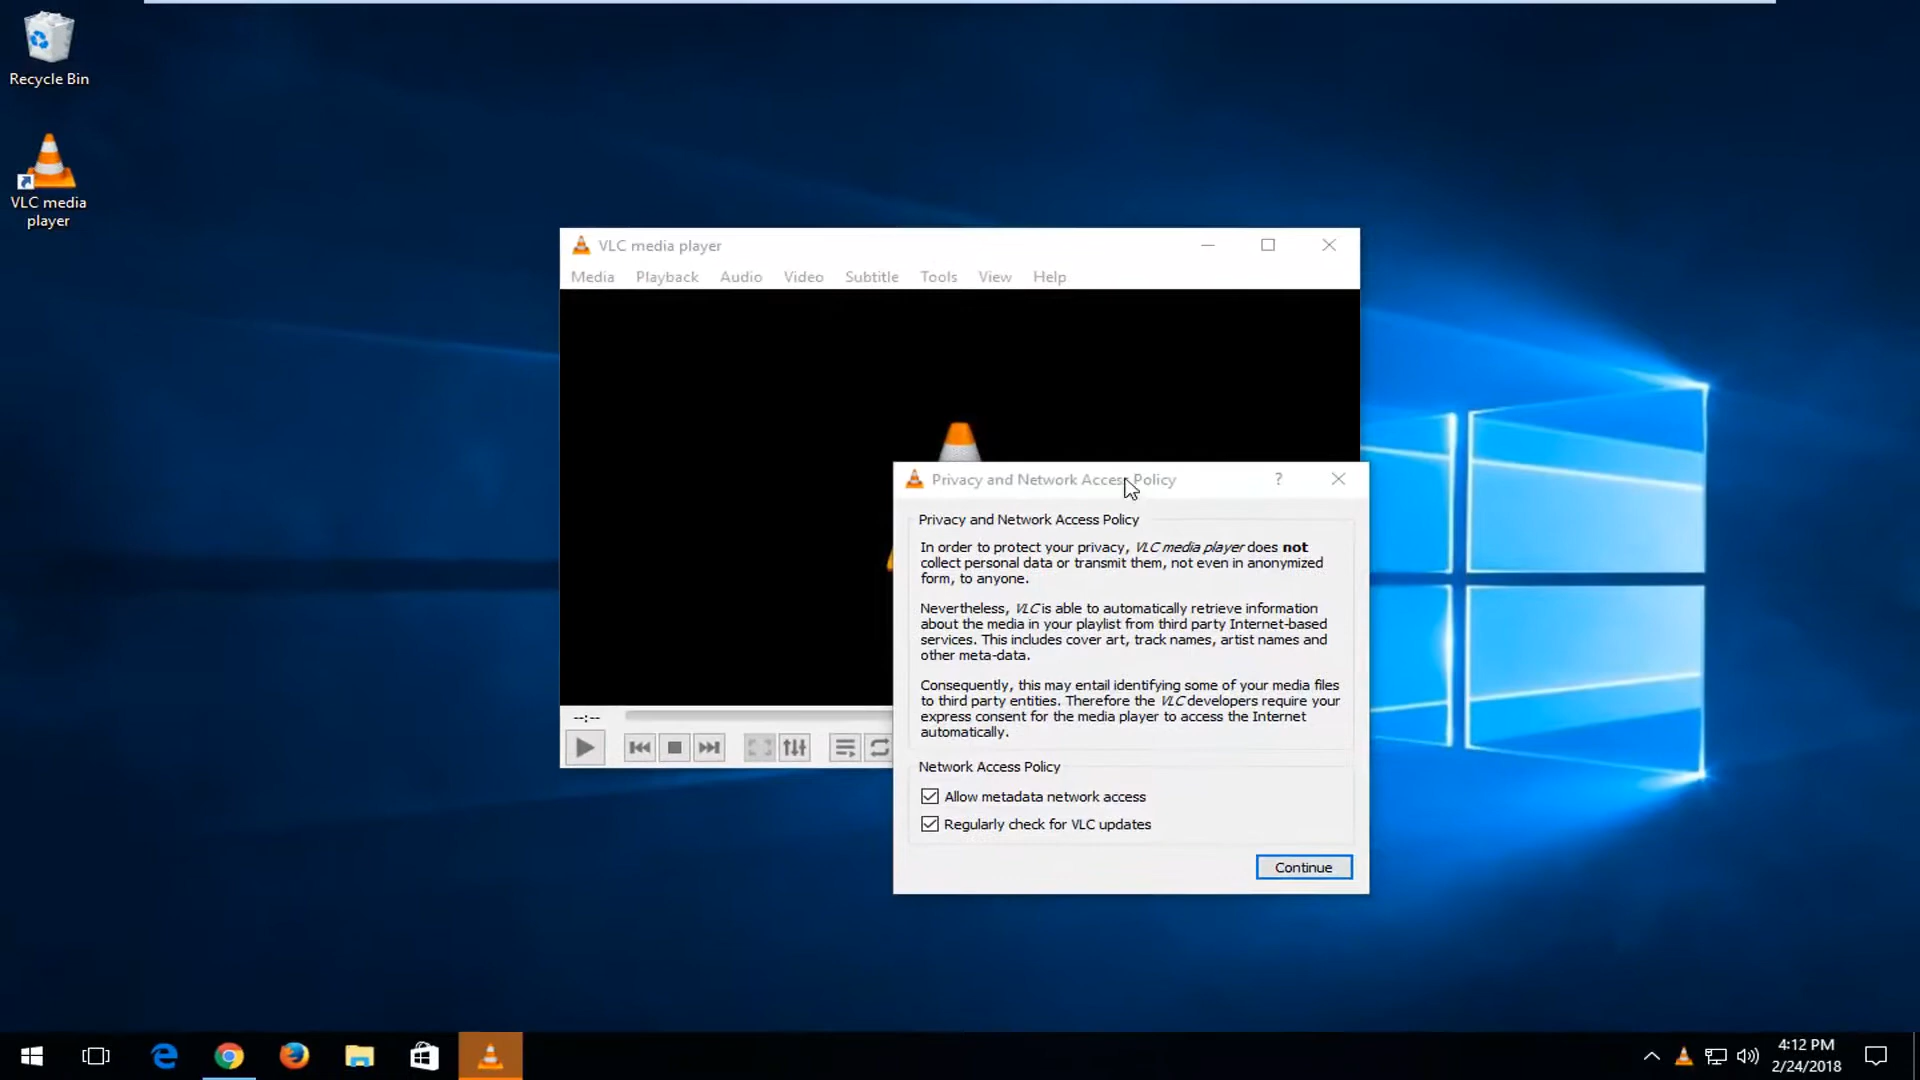 Recycle Bin
VLC media
player
VLC media player
Media Playback Audio Video Subtitle Tools View Help
Privacy and Network Access Policy
?
Privacy and Network Access Policy
In order to protect your privacy, VLC media player does not
collect personal data or transmit them, not even in anonymized
form, to anyone.
Nevertheless, VLC is able to automatically retrieve information
about the media in your playlist from third party Internet-based
services. This includes cover art, track names, artist names and
other meta-data.
Consequently, this may entail identifying some of your media files
to third party entities. Therefore the VLC developers require your
express consent for the media player to access the Internet
automatically.
--:--
Network Access Policy
Allow metadata network access
Regularly check for VLC updates
Continue
4:12 PM
2/24/2018